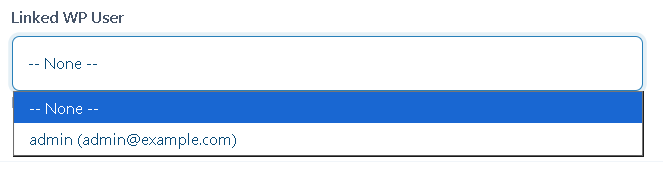 Linked WP User
-- None --
-- None --
admin (admin@example.com)